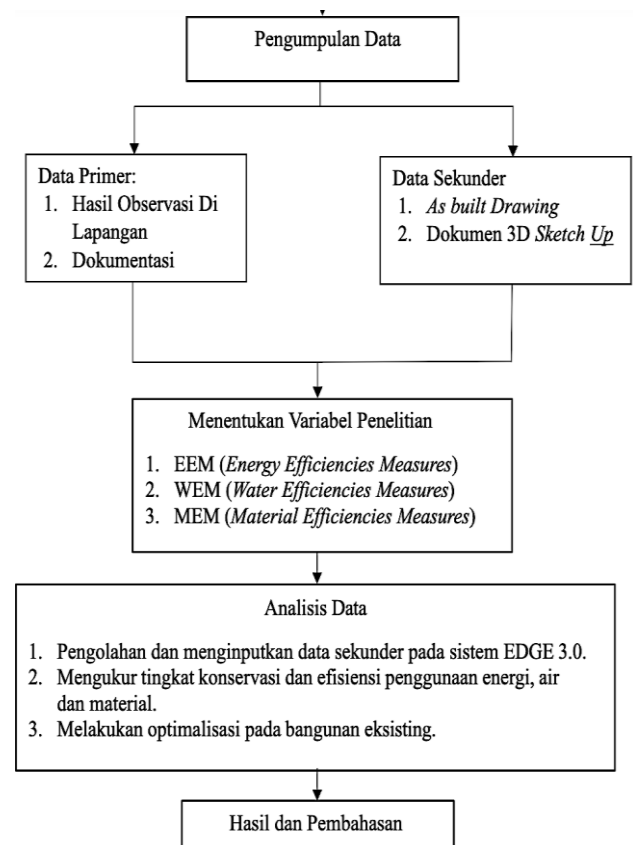 Pengumpulan Data
Data Primer:
1. Hasil Observasi Di
Lapangan
2. Dokumentasi
Data Sekunder
1. As built Drawing
2. Dokumen 3D Sketch Up
Menentukan Variabel Penelitian
1. EEM (Energy Efficiencies Measures)
2. WEM (Water Efficiencies Measures)
3. MEM (Material Efficiencies Measures)
Analisis Data
1. Pengolahan dan menginputkan data sekunder pada sistem EDGE 3.0.
2. Mengukur tingkat konservasi dan efisiensi penggunaan energi, air
dan material.
3. Melakukan optimalisasi pada bangunan eksisting.
Hasil dan Pembahasan